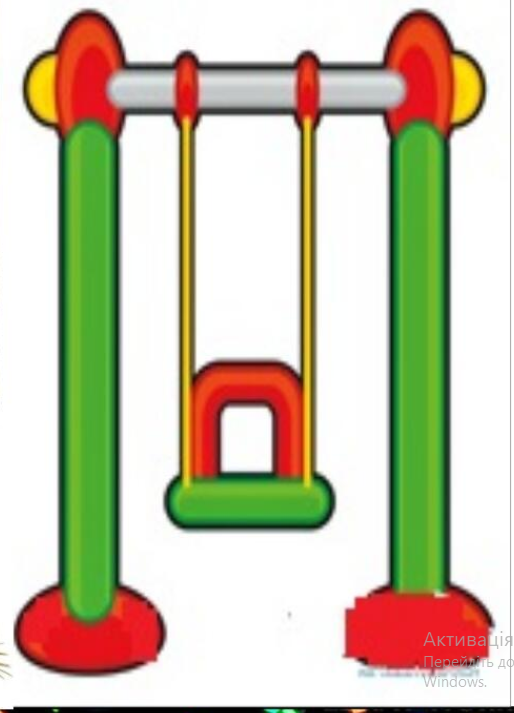 Активація
Перейдіть до
Windows.